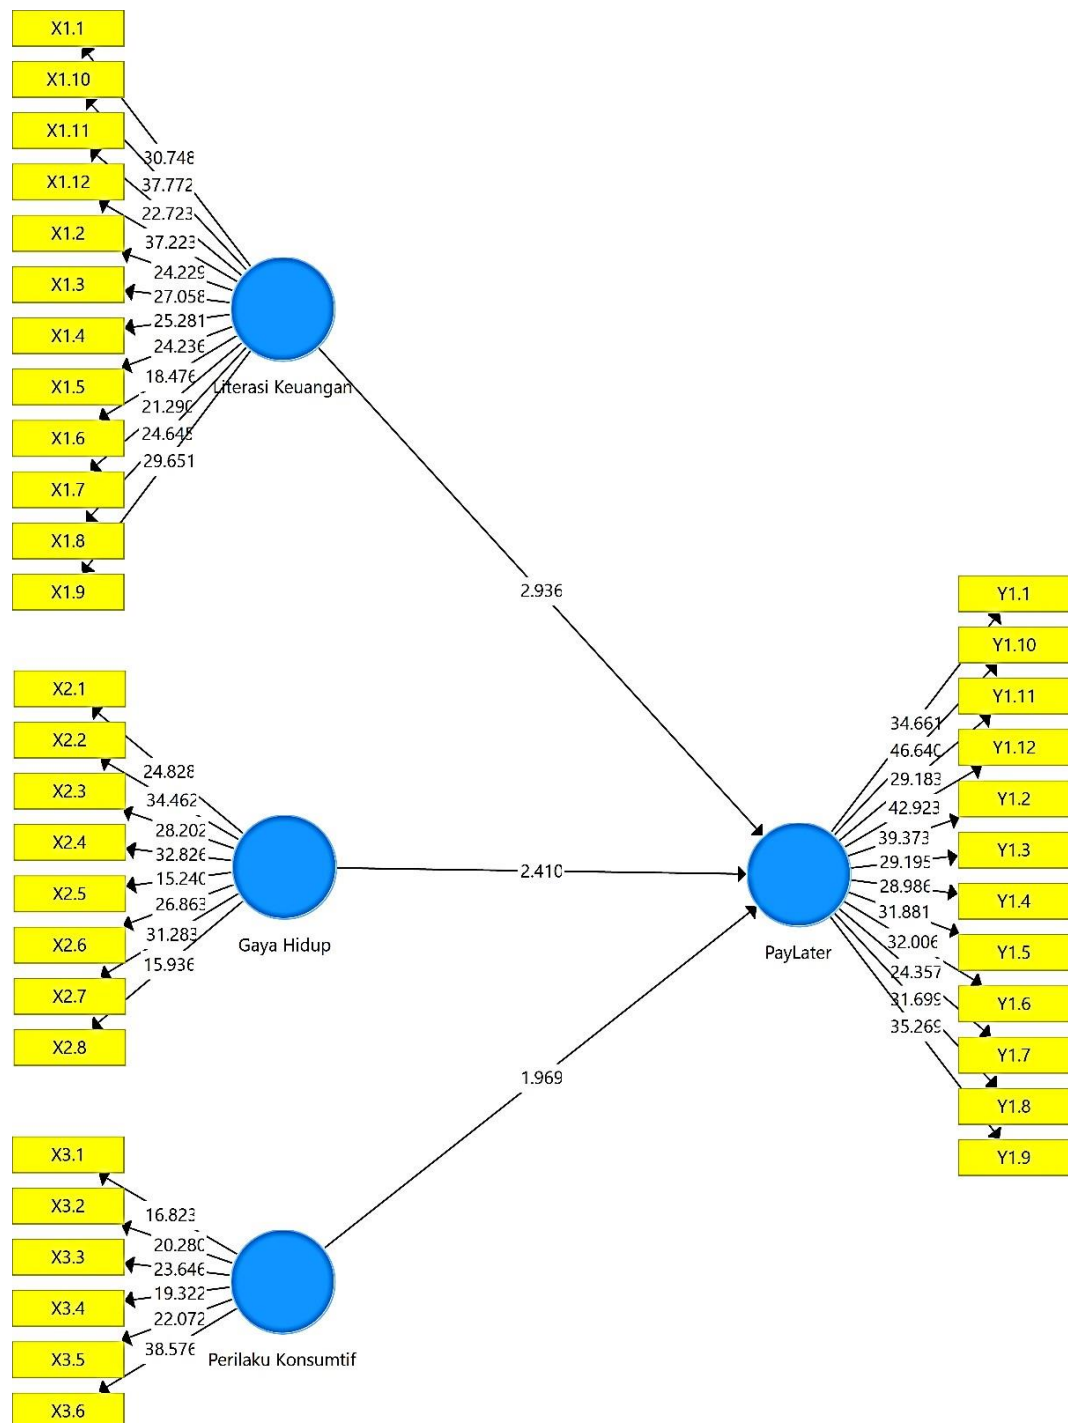 X1.1
X1.10
X1.11
X1.12
X1.2
X1.3
X1.4
X1.5
X1.6
X1.7
X1.8
X1.9
30.748
37.772
22.723
37.223
24.229
27.058
25.281
24.236
18.476
21.290
24.645
29.651
Literasi Keuangan
2.936
X2.1
X2.2
X2.3
X2.4
X2.5
X2.6
X2.7
X2.8
24.828
34.462
28.202
32.826
15.240
26.863
31.283
15.936
Gaya Hidup
2.410
X3.1
X3.2
X3.3
X3.4
X3.5
X3.6
16.823
20.280
23.646
19.322
22.072
38.576
Perilaku Konsumtif
1.969
PayLater
34.661
46.640
29.183
42.923
39.373
29.195
28.986
31.881
32.006
24.357
31.699
35.269
Y1.1
Y1.10
Y1.11
Y1.12
Y1.2
Y1.3
Y1.4
Y1.5
Y1.6
Y1.7
Y1.8
Y1.9